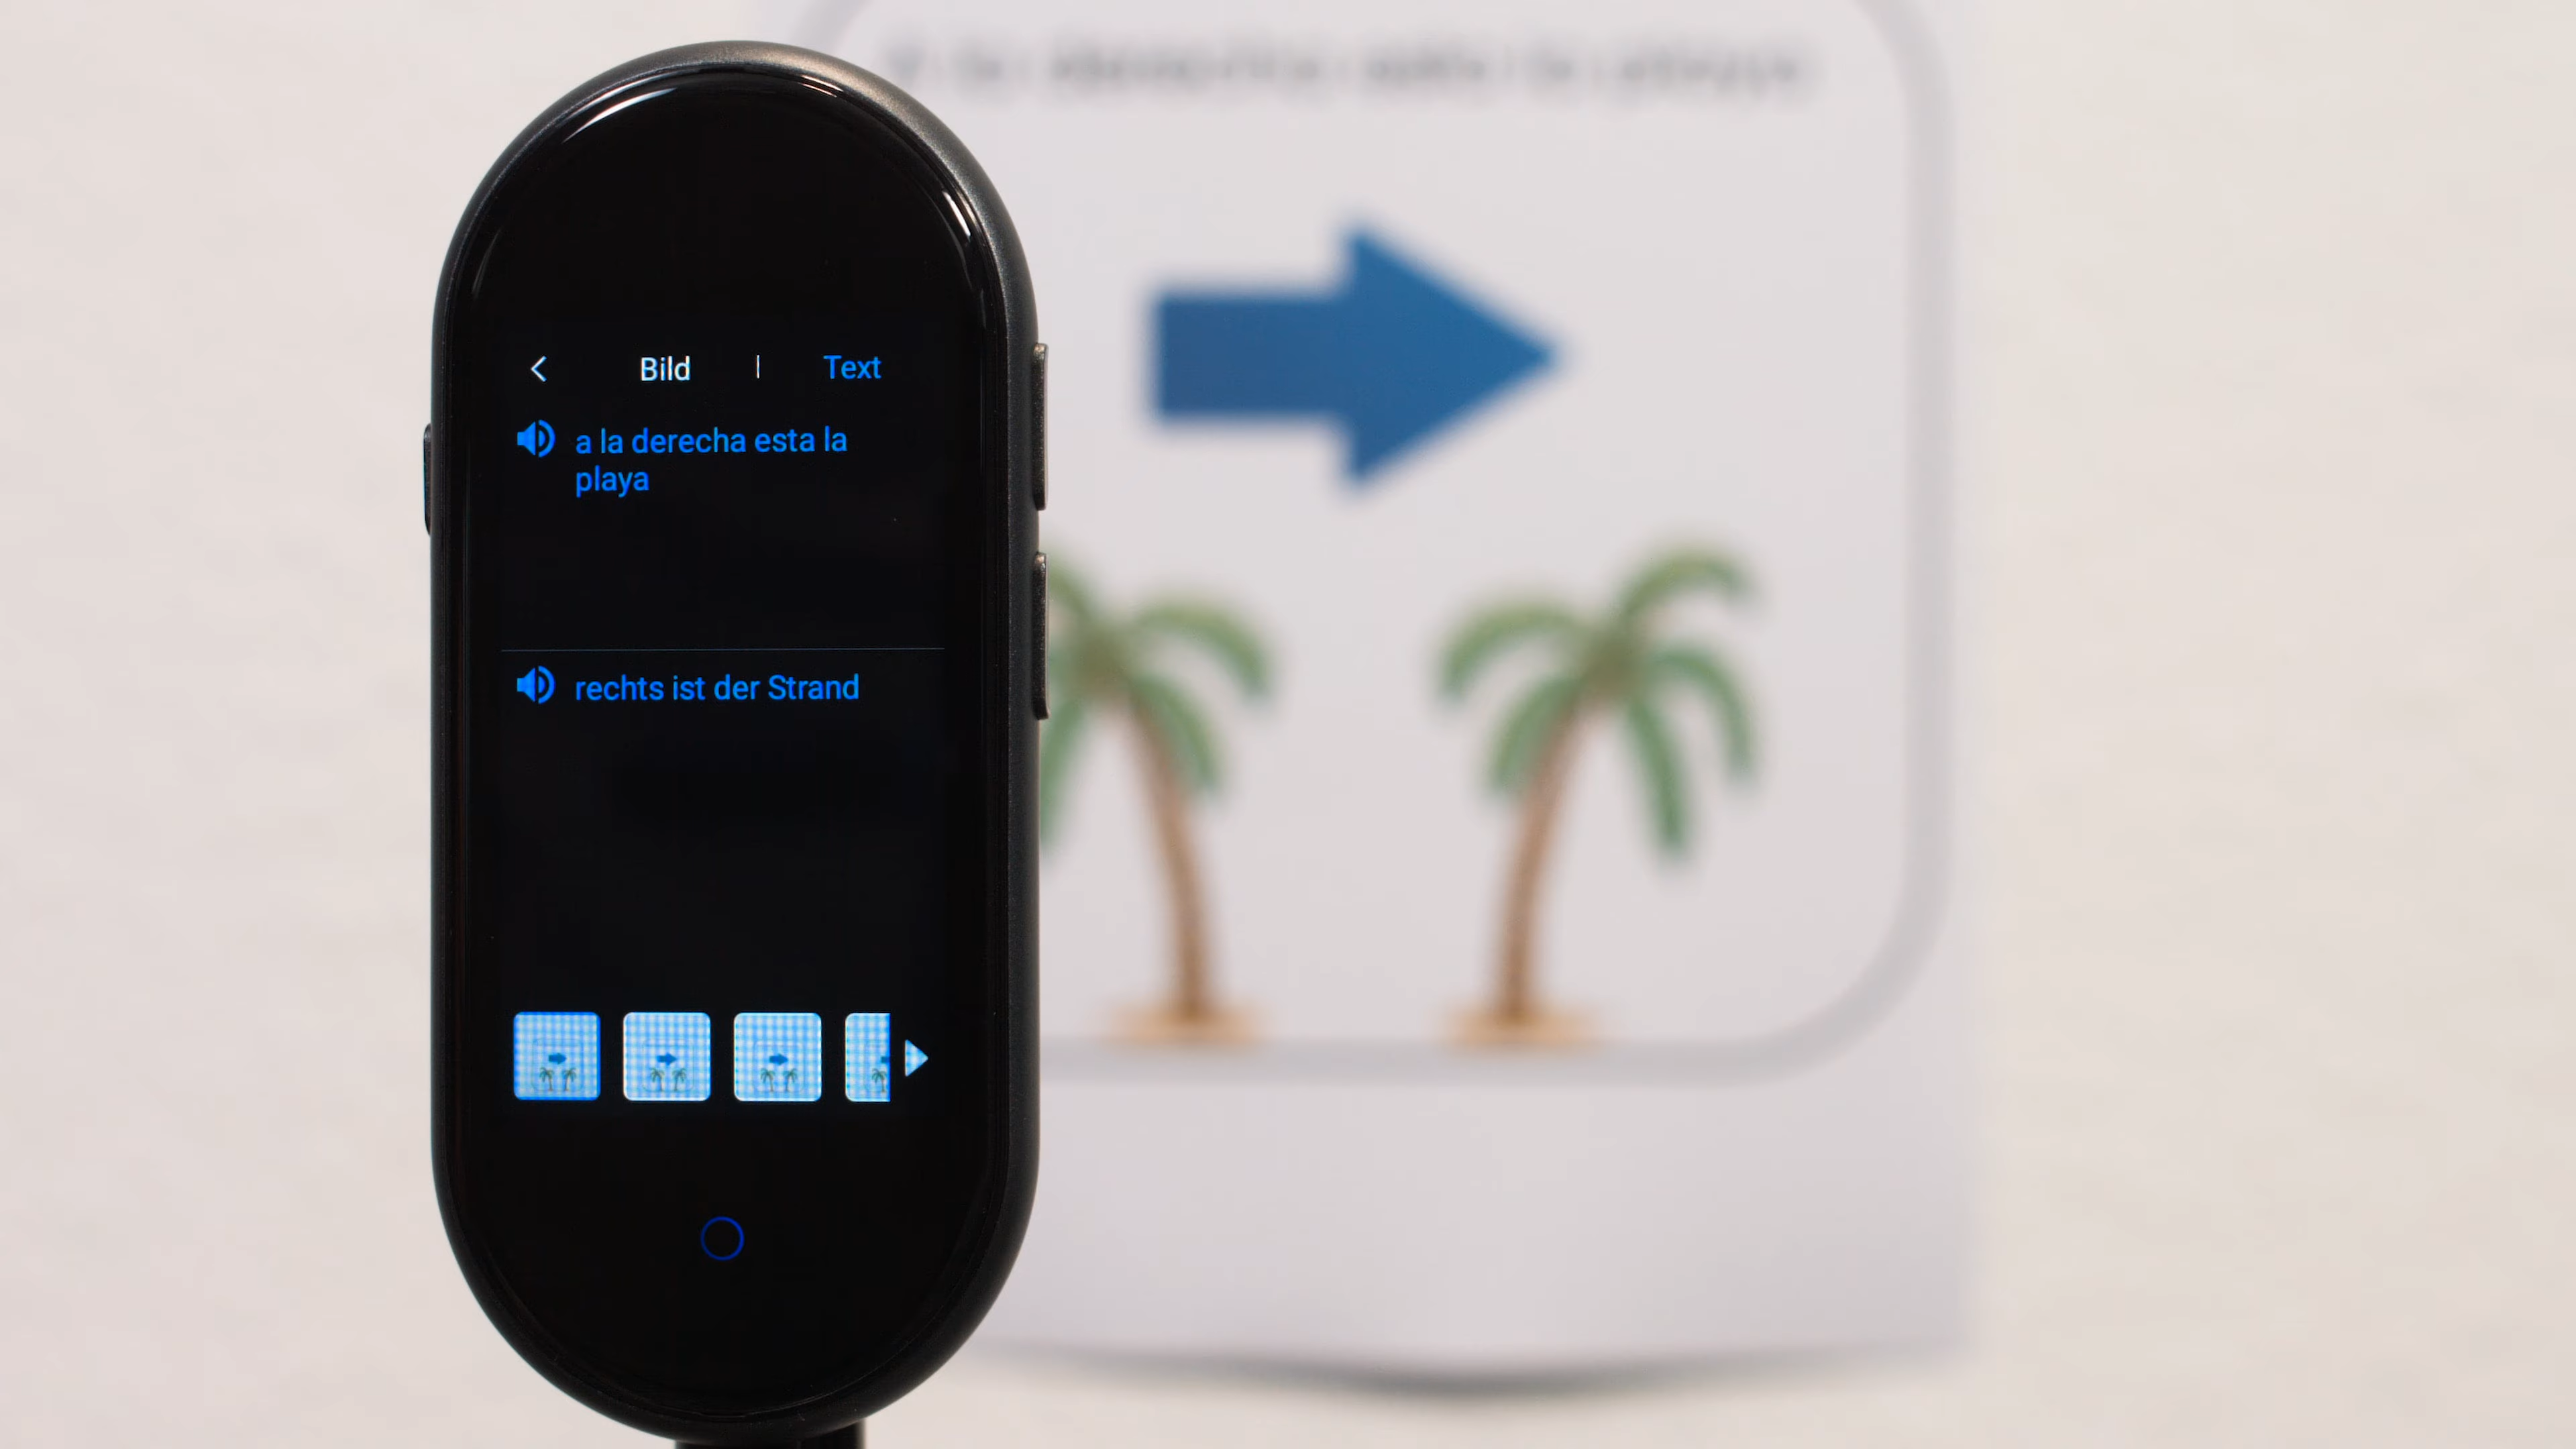 Bild | Text
a la derecha esta la
playa
rechts ist der Strand